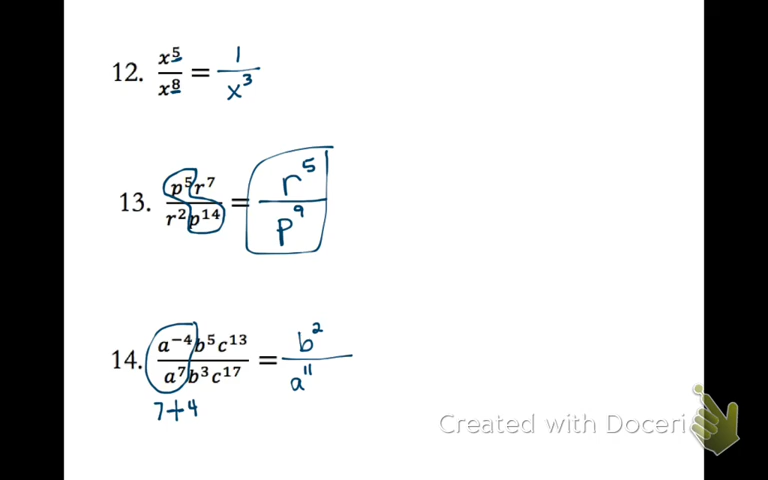 12. x⁵/x⁸ = 1/x³
13. p⁵r⁷/r²p¹⁴ = r⁵/p⁹
14. a⁻⁴b⁵c¹³/a⁷b³c¹⁷ = b²/a¹¹
7+4
Created with Doceri